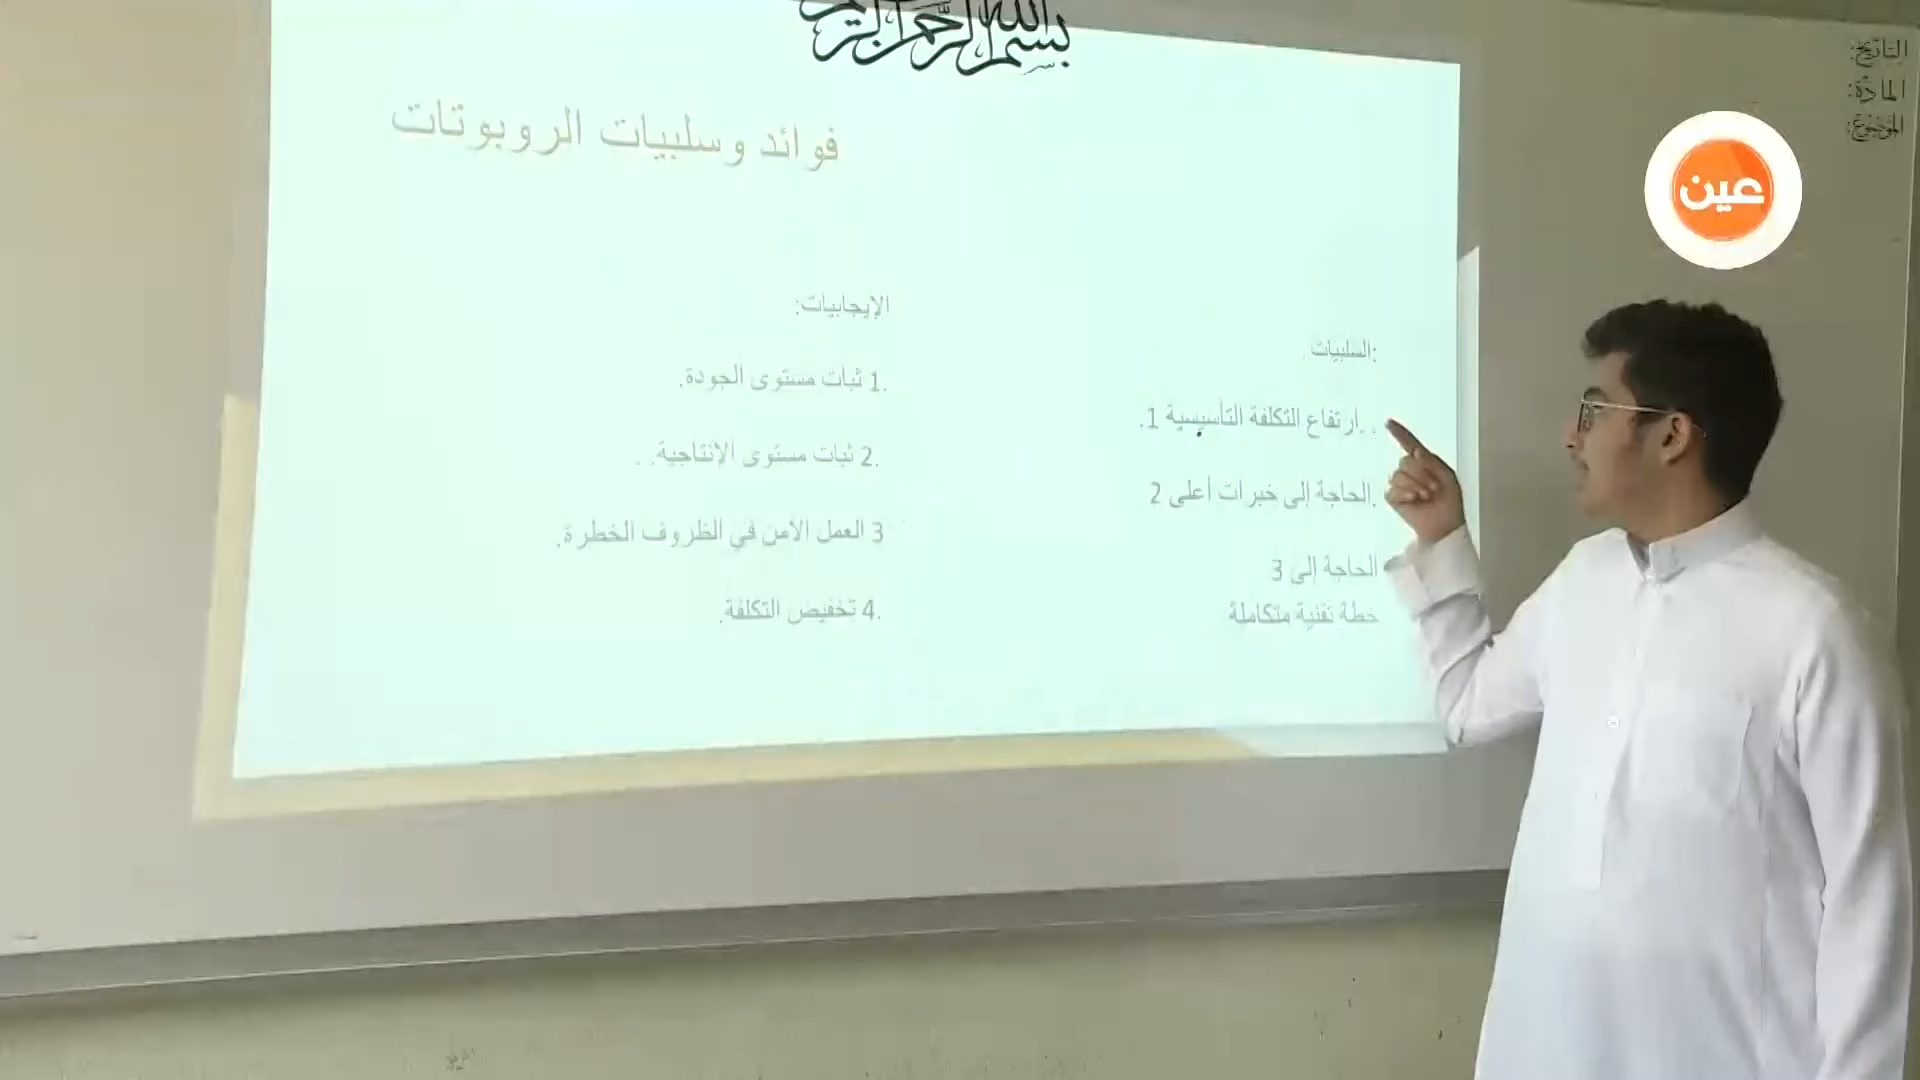 بسم الله الرحمن الرحيم
التاريخ:
المادة:
الموضوع:
عين
فوائد وسلبيات الروبوتات
السلبيات:
1. ارتفاع التكلفة التأسيسية.
2 الحاجة إلى خبرات أعلى.
3 الحاجة إلى
خطة تقنية متكاملة
الإيجابيات:
1. ثبات مستوى الجودة.
2. ثبات مستوى الإنتاجية.
3 العمل الآمن في الظروف الخطرة.
4. تخفيض التكلفة.